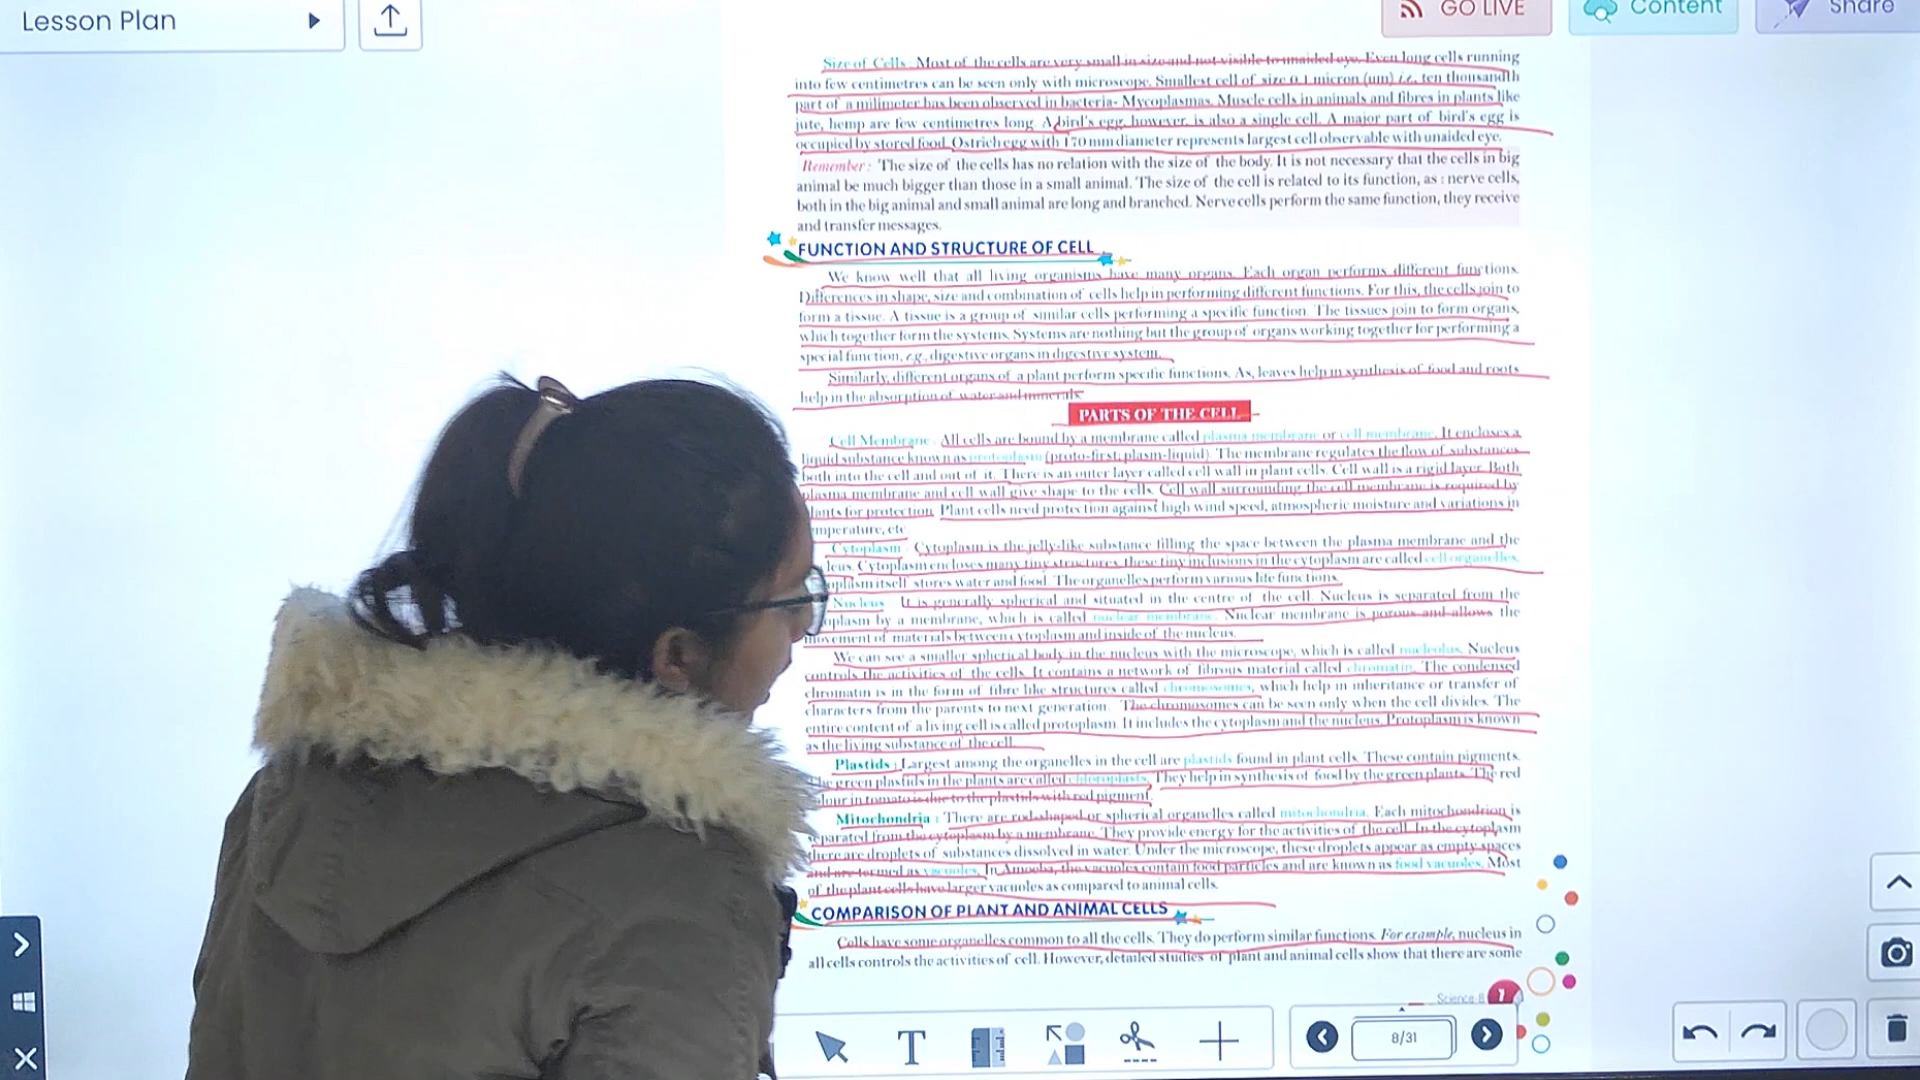 Lesson Plan
GO LIVE
Content
Share
Size of Cells : Most of the cells are very small in size and not visible to unaided eye. Even long cells running
into few centimetres can be seen only with microscope. Smallest cell of size 0.1 micron (um) i.e. ten thousandth
part of a milimeter has been observed in bacteria- Mycoplasmas. Muscle cells in animals and fibres in plants like
jute, hemp are few centimetres long. A bird's egg, however, is also a single cell. A major part of bird's egg is
occupied by stored food. Ostrich egg with 170 mm diameter represents largest cell observable with unaided eye.
Remember : The size of the cells has no relation with the size of the body. It is not necessary that the cells in big
animal be much bigger than those in a small animal. The size of the cell is related to its function, as : nerve cells,
both in the big animal and small animal are long and branched. Nerve cells perform the same function, they receive
and transfer messages.
FUNCTION AND STRUCTURE OF CELL
We know well that all living organisms have many organs. Each organ performs different functions.
Differences in shape, size and combination of cells help in performing different functions. For this, the cells join to
form a tissue. A tissue is a group of similar cells performing a specific function. The tissues join to form organs,
which together form the systems. Systems are nothing but the group of organs working together for performing a
special function, e.g., digestive organs in digestive system.
Similarly, different organs of a plant perform specific functions. As, leaves help in synthesis of food and roots
help in the absorption of water and minerals.
PARTS OF THE CELL
Cell Membrane : All cells are bound by a membrane called plasma membrane or cell membrane. It encloses a
liquid substance known as protoplasm (proto-first; plasm-liquid). The membrane regulates the flow of substances
both into the cell and out of it. There is an outer layer called cell wall in plant cells. Cell wall is a rigid layer. Both
plasma membrane and cell wall give shape to the cells. Cell wall surrounding the cell membrane is required by
lants for protection. Plant cells need protection against high wind speed, atmospheric moisture and variations in
mperature, etc
Cytoplasm : Cytoplasm is the jelly-like substance filling the space between the plasma membrane and the
leus. Cytoplasm encloses many tiny structures, these tiny inclusions in the cytoplasm are called cell organelles.
oplasm itself stores water and food. The organelles perform various life functions.
Nucleus It is generally spherical and situated in the centre of the cell. Nucleus is separated from the
oplasm by a membrane, which is called nuclear membrane. Nuclear membrane is porous and allows the
movement of materials between cytoplasm and inside of the nucleus.
We can see a smaller spherical body in the nucleus with the microscope, which is called nucleolus. Nucleus
controls the activities of the cells. It contains a network of fibrous material called chromatin. The condensed
chromatin is in the form of fibre like structures called chromosomes, which help in inheritance or transfer of
characters from the parents to next generation. The chromosomes can be seen only when the cell divides. The
entire content of a living cell is called protoplasm. It includes the cytoplasm and the nucleus. Protoplasm is known
as the living substance of the cell.
Plastids : Largest among the organelles in the cell are plastids found in plant cells. These contain pigments.
The green plastids in the plants are called chloroplasts. They help in synthesis of food by the green plants. The red
lour in tomato is due to the plastids with red pigment.
Mitochondria : There are rod-shaped or spherical organelles called mitochondria. Each mitochondrion is
separated from the cytoplasm by a membrane. They provide energy for the activities of the cell. In the cytoplasm
there are droplets of substances dissolved in water. Under the microscope, these droplets appear as empty spaces
and are termed as vacuoles. In Amoeba, the vacuoles contain food particles and are known as food vacuoles. Most
of the plant cells have larger vacuoles as compared to animal cells.
COMPARISON OF PLANT AND ANIMAL CELLS
Cells have some organelles common to all the cells. They do perform similar functions. For example, nucleus in
all cells controls the activities of cell. However, detailed studies of plant and animal cells show that there are some
Science-8 7
T
8/31